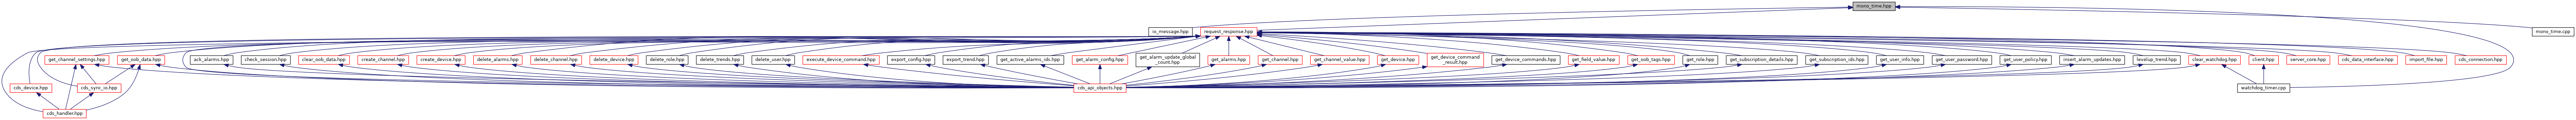 mono_time.hpp
io_message.hpp
request_response.hpp
mono_time.cpp
get_channel_settings.hpp
get_oob_data.hpp
ack_alarms.hpp
check_session.hpp
clear_oob_data.hpp
create_channel.hpp
create_device.hpp
delete_alarms.hpp
delete_channel.hpp
delete_device.hpp
delete_role.hpp
delete_trends.hpp
delete_user.hpp
execute_device_command.hpp
export_config.hpp
export_trend.hpp
get_active_alarms_ids.hpp
get_alarm_config.hpp
get_alarm_update_global
_count.hpp
get_alarms.hpp
get_channel.hpp
get_channel_value.hpp
get_device.hpp
get_device_command
_result.hpp
get_device_commands.hpp
get_field_value.hpp
get_oob_tags.hpp
get_role.hpp
get_subscription_details.hpp
get_subscription_ids.hpp
get_user_info.hpp
get_user_password.hpp
get_user_policy.hpp
insert_alarm_updates.hpp
levelup_trend.hpp
clear_watchdog.hpp
client.hpp
server_core.hpp
cds_data_interface.hpp
import_file.hpp
cds_connection.hpp
cds_device.hpp
cds_sync_io.hpp
cds_api_objects.hpp
watchdog_timer.cpp
cds_handler.hpp